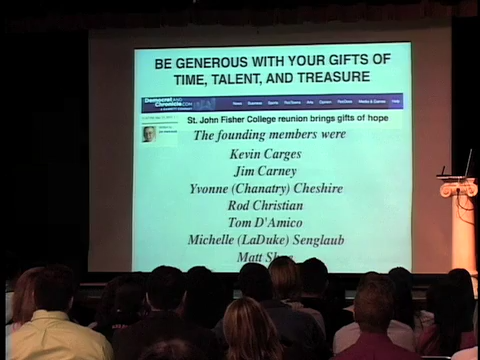 BE GENEROUS WITH YOUR GIFTS OF
TIME, TALENT, AND TREASURE
Democrat AND
Chronicle.COM
St. John Fisher College reunion brings gifts of hope
The founding members were
Kevin Carges
Jim Carney
Yvonne (Chanatry) Cheshire
Rod Christian
Tom D'Amico
Michelle (LaDuke) Senglaub
Matt